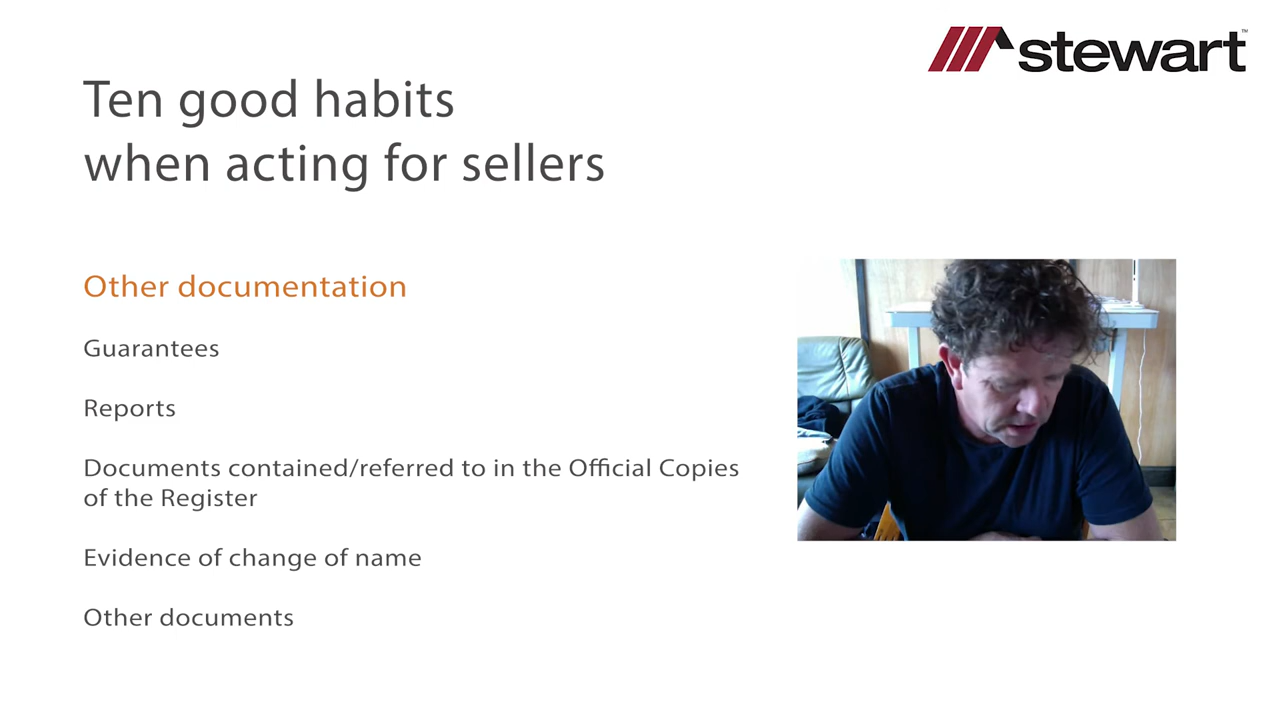 stewart™
Ten good habits
when acting for sellers
Other documentation
Guarantees
Reports
Documents contained/referred to in the Official Copies
of the Register
Evidence of change of name
Other documents